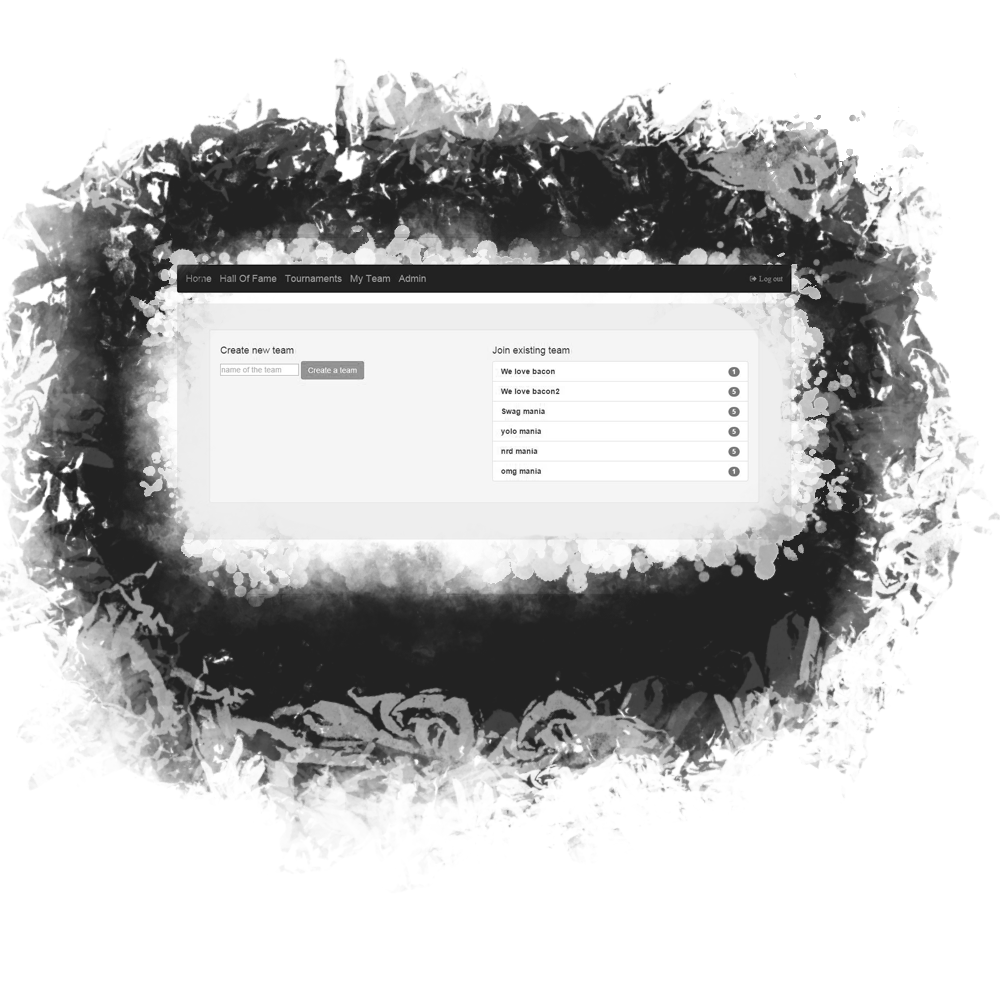 Home Hall Of Fame Tournaments My Team Admin Log out
Create new team
name of the team Create a team
Join existing team
We love bacon 1
We love bacon2 5
Swag mania 5
yolo mania 5
nrd mania 5
omg mania 1